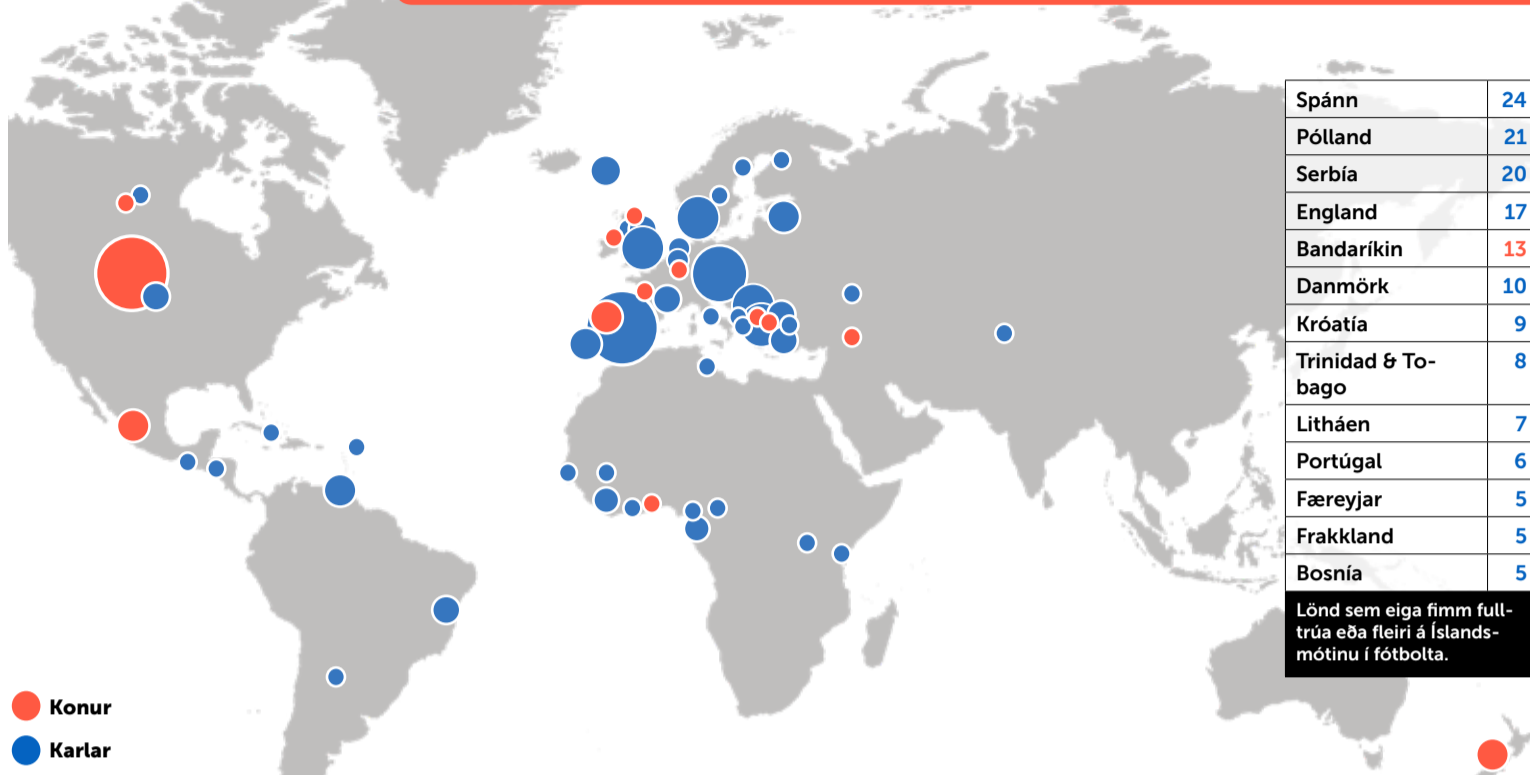 Spánn 24
Pólland 21
Serbía 20
England 17
Bandaríkin 13
Danmörk 10
Króatía 9
Trinidad & To- 8
bago
Litháen 7
Portúgal 6
Færeyjar 5
Frakkland 5
Bosnía 5
Lönd sem eiga fimm full-
trúa eða fleiri á Íslands-
mótinu í fótbolta.
Konur
Karlar